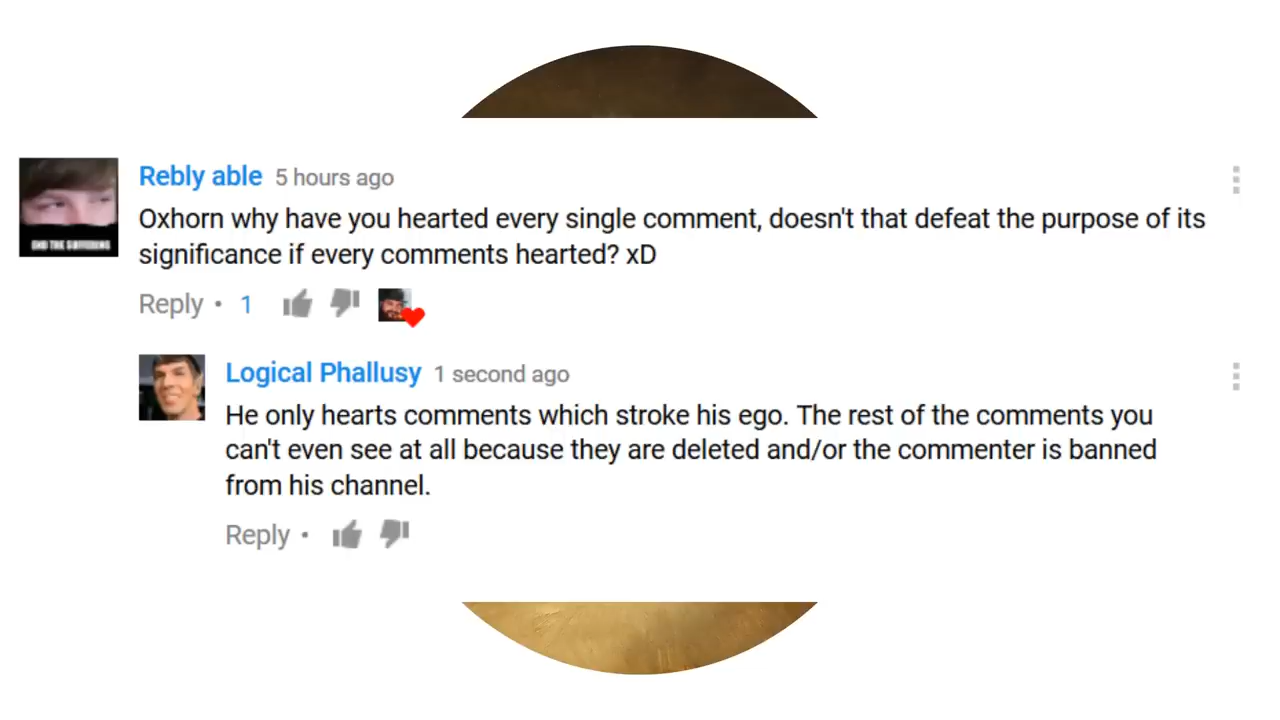 Rebly able 5 hours ago
Oxhorn why have you hearted every single comment, doesn't that defeat the purpose of its
significance if every comments hearted? xD
Reply • 1
Logical Phallusy 1 second ago
He only hearts comments which stroke his ego. The rest of the comments you
can't even see at all because they are deleted and/or the commenter is banned
from his channel.
Reply •